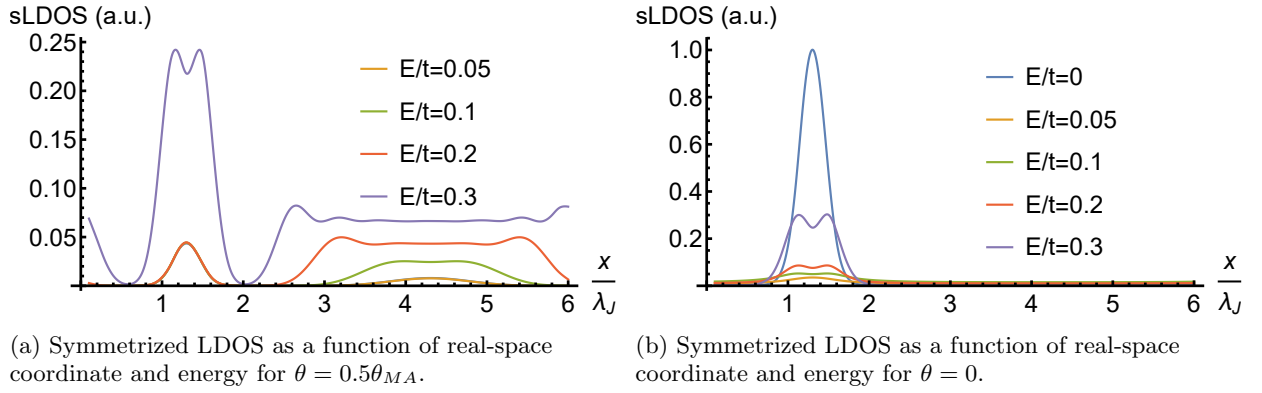 sLDOS (a.u.)
0.25
0.20
0.15
0.10
0.05
1 2 3 4 5 6
x
λJ
E/t=0.05
E/t=0.1
E/t=0.2
E/t=0.3
(a) Symmetrized LDOS as a function of real-space
coordinate and energy for θ = 0.5θMA.
sLDOS (a.u.)
1.0
0.8
0.6
0.4
0.2
1 2 3 4 5 6
x
λJ
E/t=0
E/t=0.05
E/t=0.1
E/t=0.2
E/t=0.3
(b) Symmetrized LDOS as a function of real-space
coordinate and energy for θ = 0.